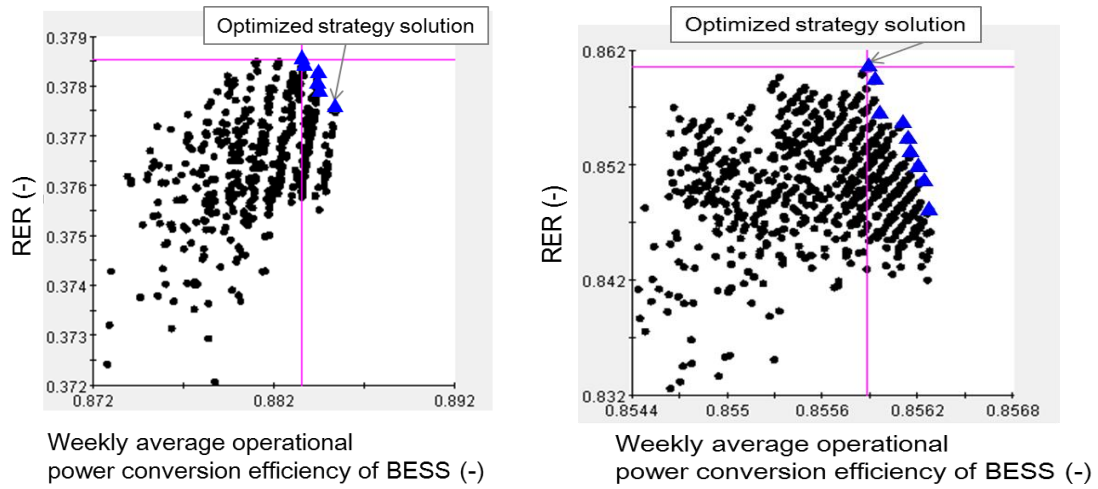 Optimized strategy solution
0.379
0.378
0.377
0.376
0.375
0.374
0.373
0.372
RER (-)
0.872
0.882
0.892
Weekly average operational
power conversion efficiency of BESS (-)
Optimized strategy solution
0.862
0.852
0.842
0.832
RER (-)
0.8544
0.855
0.8556
0.8562
0.8568
Weekly average operational
power conversion efficiency of BESS (-)